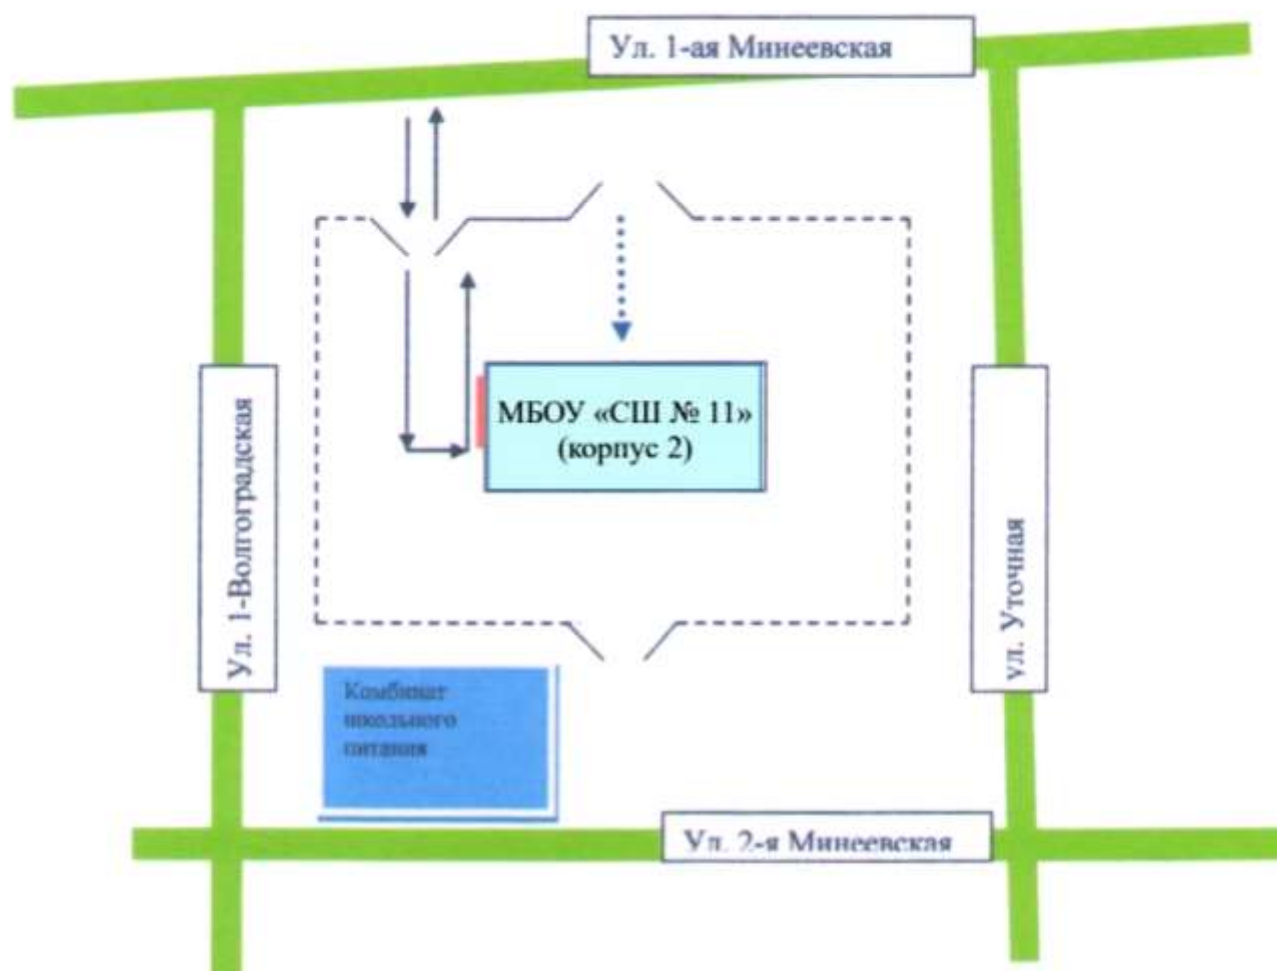 Ул. 1-ая Минеевская
МБОУ «СШ № 11»
(корпус 2)
Ул. 1-Волгоградская
ул. Уточная
Комбинат
школьного
питания
Ул. 2-я Минеевская